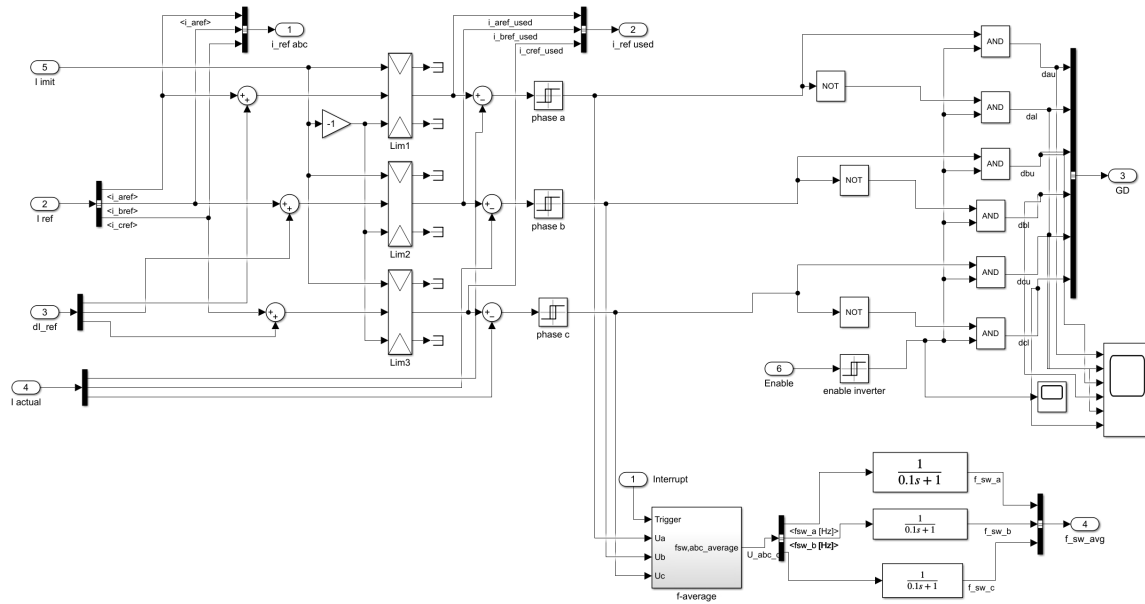 <i_aref>
1
i_ref abc
i_aref_used
i_bref_used
i_cref_used
2
i_ref used
5
I imit
-1
Lim1
phase a
NOT
AND
dau
AND
dal
2
I ref
<i_aref>
<i_bref>
<i_cref>
Lim2
phase b
NOT
AND
dbu
AND
dbl
3
GD
3
dI_ref
Lim3
phase c
NOT
AND
dcu
AND
dcl
4
I actual
6
Enable
enable inverter
1
Interrupt
Trigger
Ua
Ub
Uc
fsw,abc_average
f-average
U_abc_c
<fsw_a [Hz]>
<fsw_b [Hz]>
1
0.1s + 1
f_sw_a
1
0.1s + 1
f_sw_b
1
0.1s + 1
f_sw_c
4
f_sw_avg